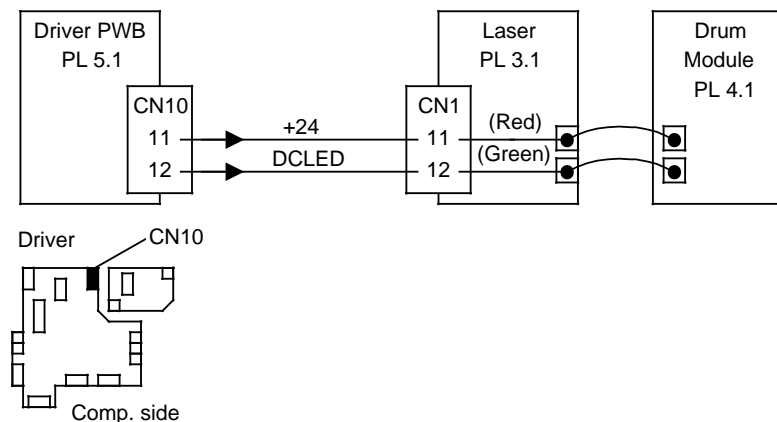 Driver PWB
PL 5.1
Laser
PL 3.1
Drum
Module
PL 4.1
CN10
11
12
+24
DCLED
CN1
11
12
(Red)
(Green)
Driver
CN10
Comp. side